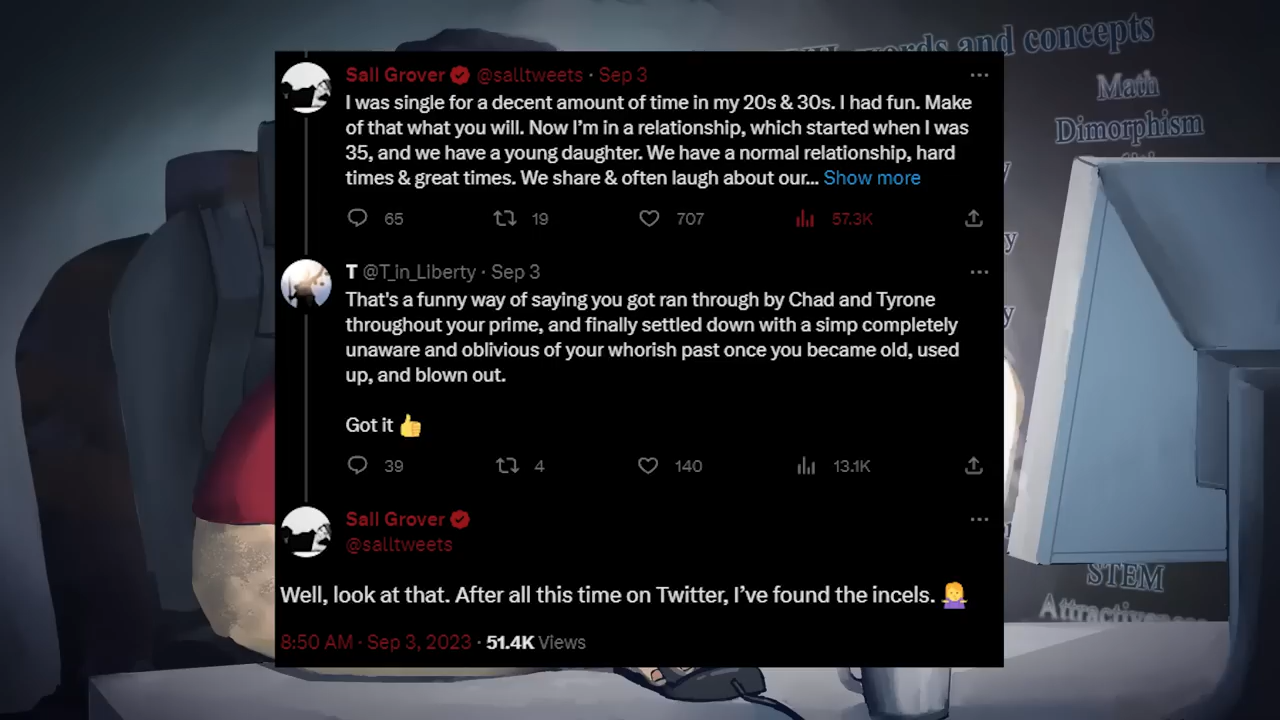 words and concepts
Math
Dimorphism
Sall Grover @salltweets · Sep 3
I was single for a decent amount of time in my 20s & 30s. I had fun. Make
of that what you will. Now I'm in a relationship, which started when I was
35, and we have a young daughter. We have a normal relationship, hard
times & great times. We share & often laugh about our... Show more
65 19 707 57.3K
T @T_in_Liberty · Sep 3
That's a funny way of saying you got ran through by Chad and Tyrone
throughout your prime, and finally settled down with a simp completely
unaware and oblivious of your whorish past once you became old, used
up, and blown out.
Got it 👍
39 4 140 13.1K
Sall Grover
@salltweets
STEM
Well, look at that. After all this time on Twitter, I've found the incels. 🤷‍♀️
8:50 AM · Sep 3, 2023 · 51.4K Views